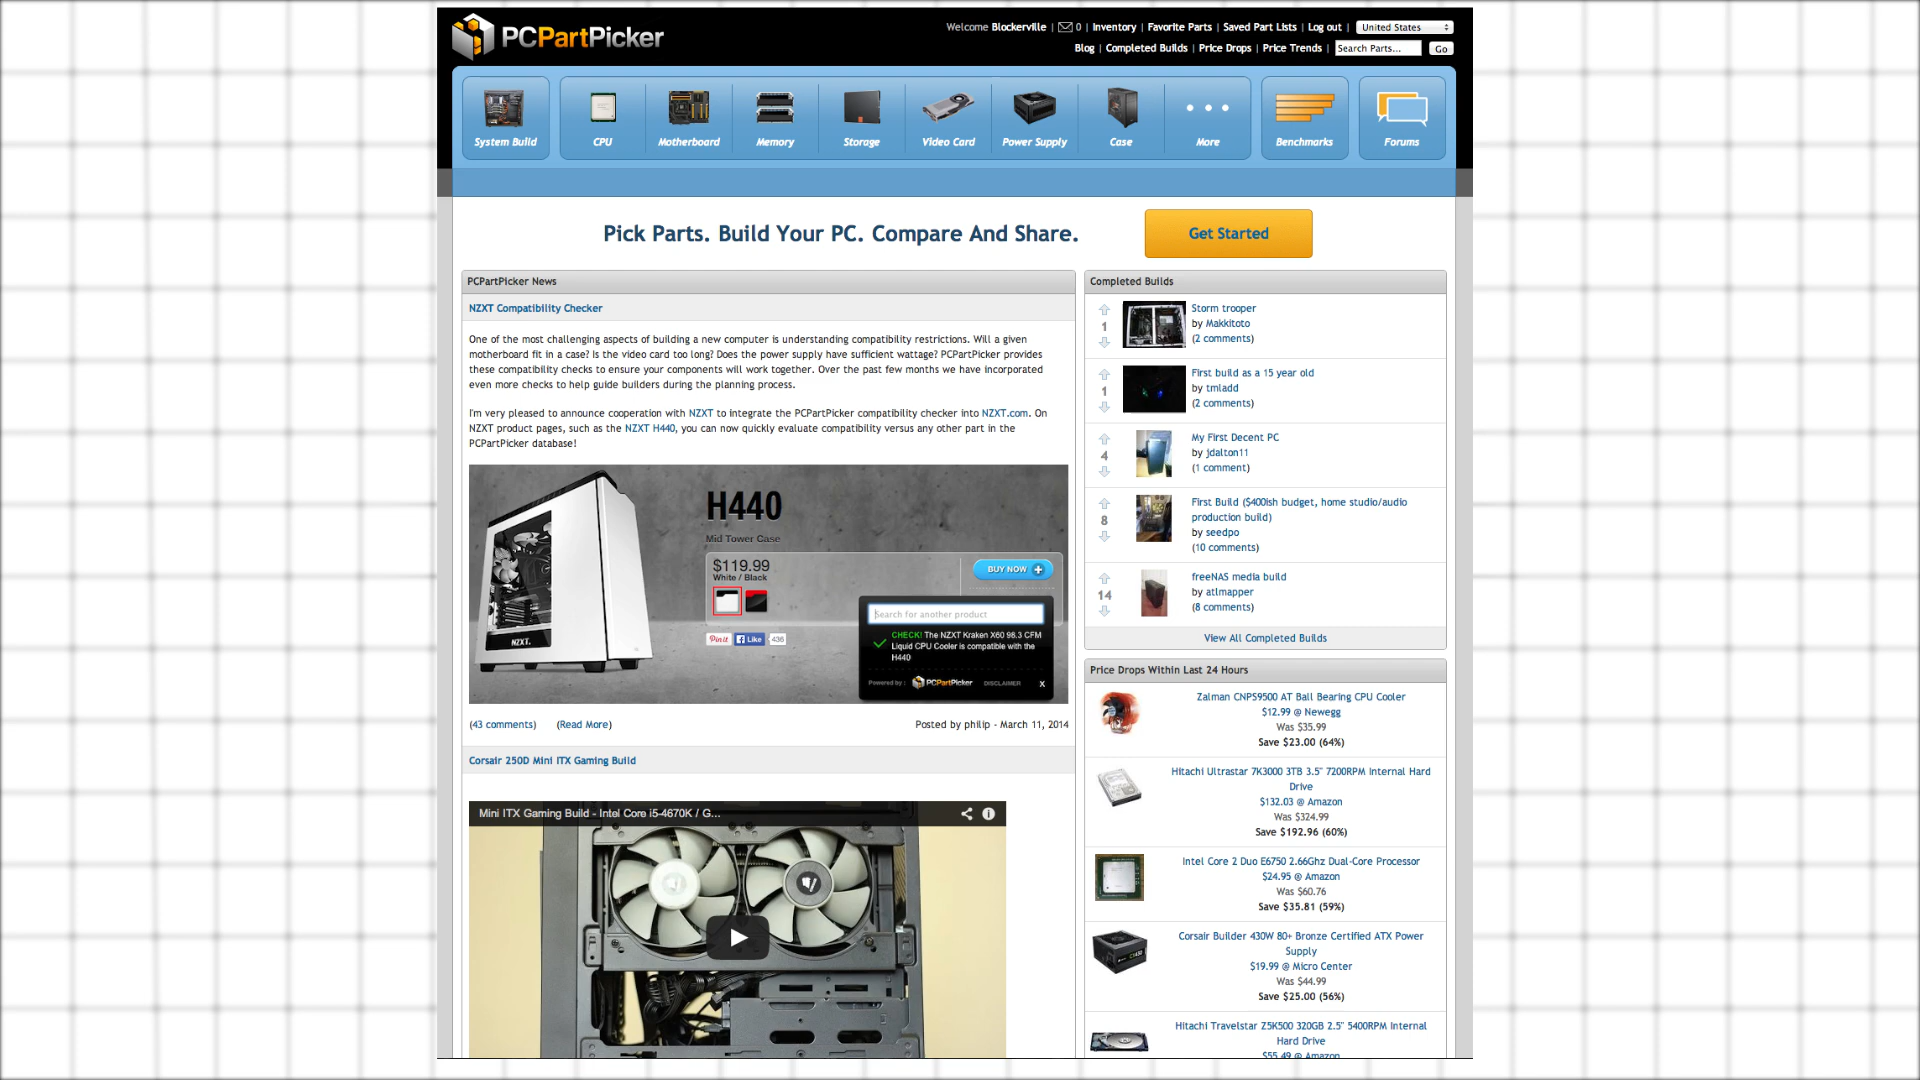 PCPartPicker
Welcome Blockerville | 0 | Inventory | Favorite Parts | Saved Part Lists | Log out | United States
Blog | Completed Builds | Price Drops | Price Trends | Search Parts... Go
System Build
CPU
Motherboard
Memory
Storage
Video Card
Power Supply
Case
More
Benchmarks
Forums
Pick Parts. Build Your PC. Compare And Share.
Get Started
PCPartPicker News
NZXT Compatibility Checker
One of the most challenging aspects of building a new computer is understanding compatibility restrictions. Will a given
motherboard fit in a case? Is the video card too long? Does the power supply have sufficient wattage? PCPartPicker provides
these compatibility checks to ensure your components will work together. Over the past few months we have incorporated
even more checks to help guide builders during the planning process.
I'm very pleased to announce cooperation with NZXT to integrate the PCPartPicker compatibility checker into NZXT.com. On
NZXT product pages, such as the NZXT H440, you can now quickly evaluate compatibility versus any other part in the
PCPartPicker database!
H440
Mid Tower Case
$119.99
White / Black
BUY NOW
Pin it
Like
436
Search for another product
CHECK! The NZXT Kraken X60 98.3 CFM
Liquid CPU Cooler is compatible with the
H440
Powered by : PCPartPicker DISCLAIMER X
NZXT.
(43 comments) (Read More) Posted by philip - March 11, 2014
Corsair 250D Mini ITX Gaming Build
Mini ITX Gaming Build - Intel Core i5-4670K / G...
Completed Builds
1
Storm trooper
by Makkitoto
(2 comments)
1
First build as a 15 year old
by tmladd
(2 comments)
4
My First Decent PC
by jdalton11
(1 comment)
8
First Build ($400ish budget, home studio/audio
production build)
by seedpo
(10 comments)
14
freeNAS media build
by atlmapper
(8 comments)
View All Completed Builds
Price Drops Within Last 24 Hours
Zalman CNPS9500 AT Ball Bearing CPU Cooler
$12.99 @ Newegg
Was $35.99
Save $23.00 (64%)
Hitachi Ultrastar 7K3000 3TB 3.5" 7200RPM Internal Hard
Drive
$132.03 @ Amazon
Was $324.99
Save $192.96 (60%)
Intel Core 2 Duo E6750 2.66Ghz Dual-Core Processor
$24.95 @ Amazon
Was $60.76
Save $35.81 (59%)
Corsair Builder 430W 80+ Bronze Certified ATX Power
Supply
$19.99 @ Micro Center
Was $44.99
Save $25.00 (56%)
Hitachi Travelstar Z5K500 320GB 2.5" 5400RPM Internal
Hard Drive
$55.49 @ Amazon